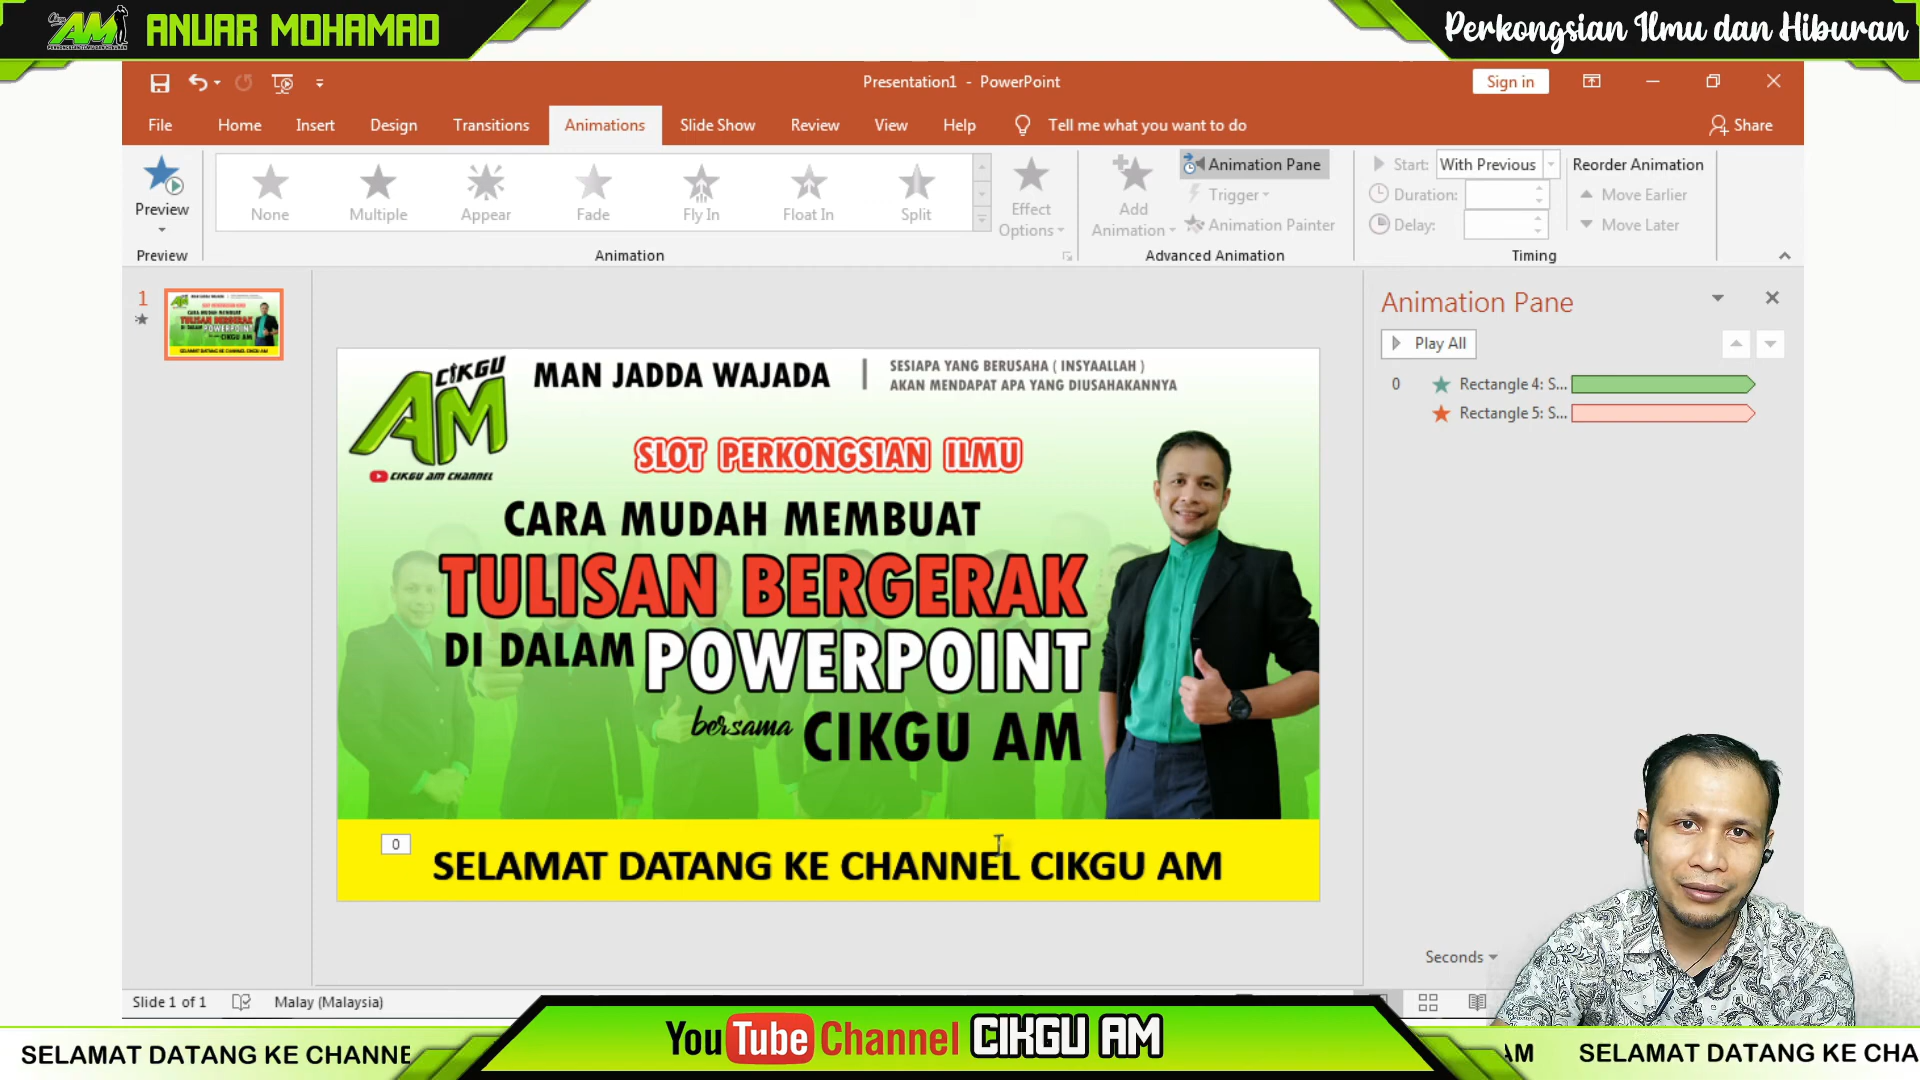 Cikgu
AM
ANUAR MOHAMAD
Perkongsian Ilmu dan Hiburan
Presentation1 - PowerPoint
Sign in
File
Home
Insert
Design
Transitions
Animations
Slide Show
Review
View
Help
Tell me what you want to do
Share
Preview
None
Multiple
Appear
Fade
Fly In
Float In
Split
Effect
Options
Add
Animation
Animation Pane
Trigger
Animation Painter
Start:
With Previous
Duration:
Delay:
Reorder Animation
Move Earlier
Move Later
Preview
Animation
Advanced Animation
Timing
1
Animation Pane
Play All
0
Rectangle 4: S...
Rectangle 5: S...
CIKGU
AM
CIKGU AM CHANNEL
MAN JADDA WAJADA
SESIAPA YANG BERUSAHA ( INSYAALLAH )
AKAN MENDAPAT APA YANG DIUSAHAKANNYA
SLOT PERKONGSIAN ILMU
CARA MUDAH MEMBUAT
TULISAN BERGERAK
DI DALAM POWERPOINT
bersama CIKGU AM
0
SELAMAT DATANG KE CHANNEL CIKGU AM
Seconds
Slide 1 of 1
Malay (Malaysia)
YouTube Channel CIKGU AM
SELAMAT DATANG KE CHANNE
AM
SELAMAT DATANG KE CHA